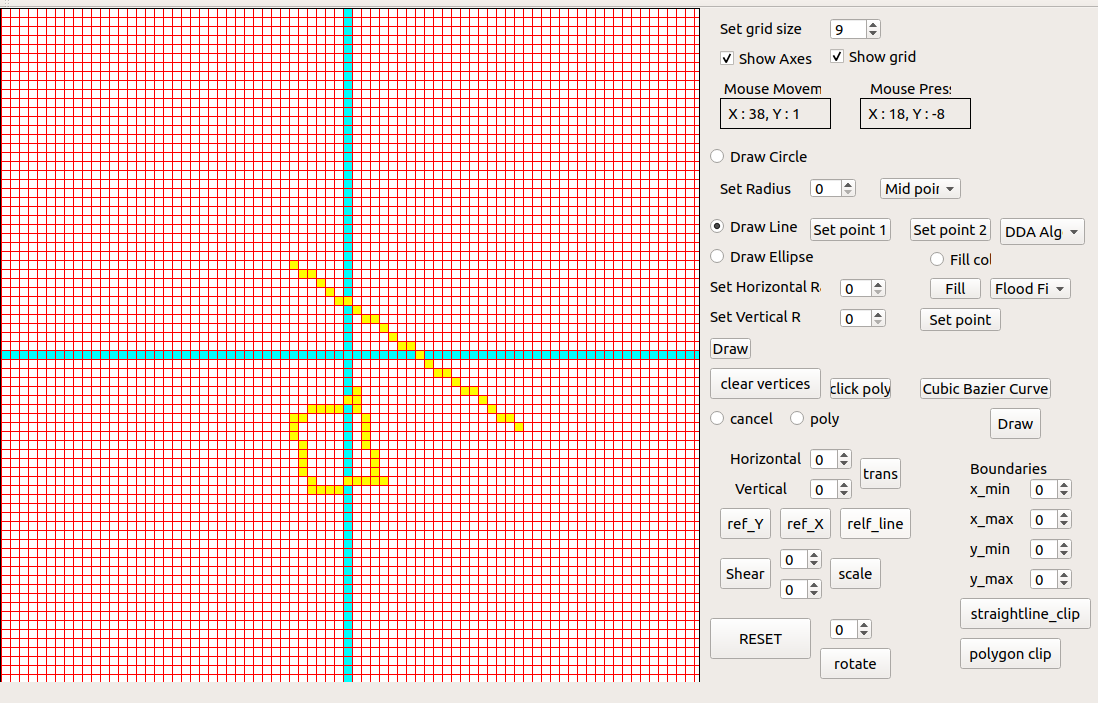 Set grid size 9
Show Axes Show grid
Mouse Movem Mouse Press
X : 38, Y : 1 X : 18, Y : -8
Draw Circle
Set Radius 0 Mid poin
Draw Line Set point 1 Set point 2 DDA Alg
Draw Ellipse Fill col
Set Horizontal R 0 Fill Flood Fi
Set Vertical R 0 Set point
Draw
clear vertices click poly Cubic Bazier Curve
cancel poly Draw
Horizontal 0 trans Boundaries
x_min 0
Vertical 0
ref_Y ref_X relf_line x_max 0
y_min 0
Shear 0 scale
0 y_max 0
straightline_clip
RESET 0
rotate polygon clip